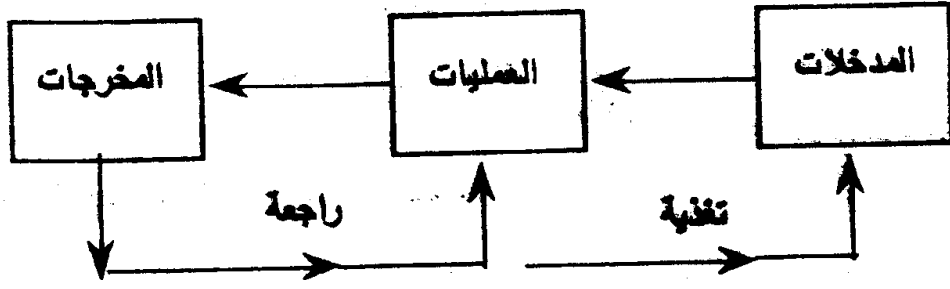 المدخلات
العمليات
المخرجات
تغذية
راجعة